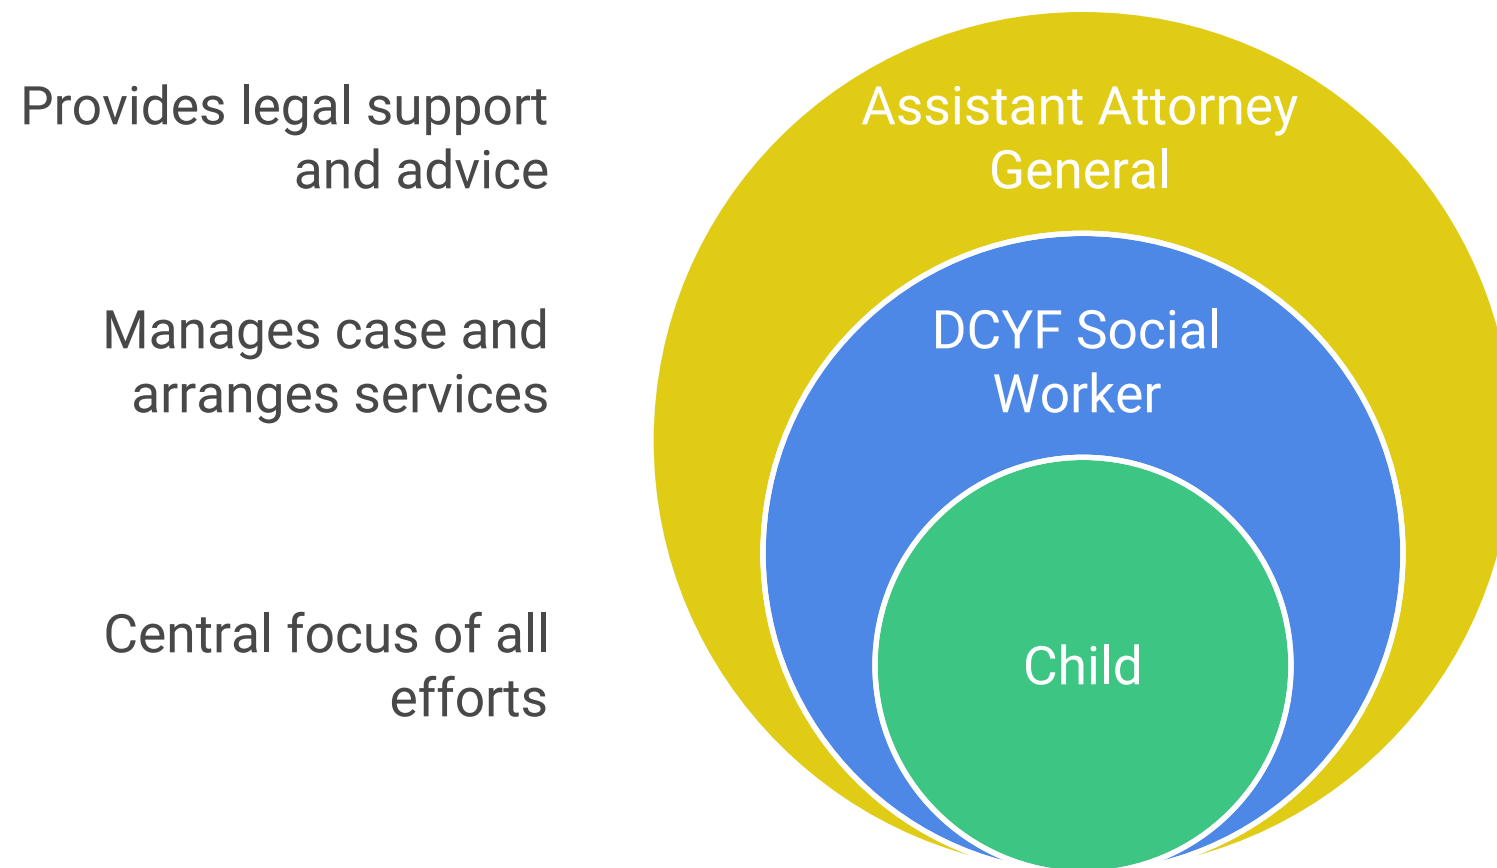 Provides legal support
and advice
Assistant Attorney
General
Manages case and
arranges services
DCYF Social
Worker
Central focus of all
efforts
Child